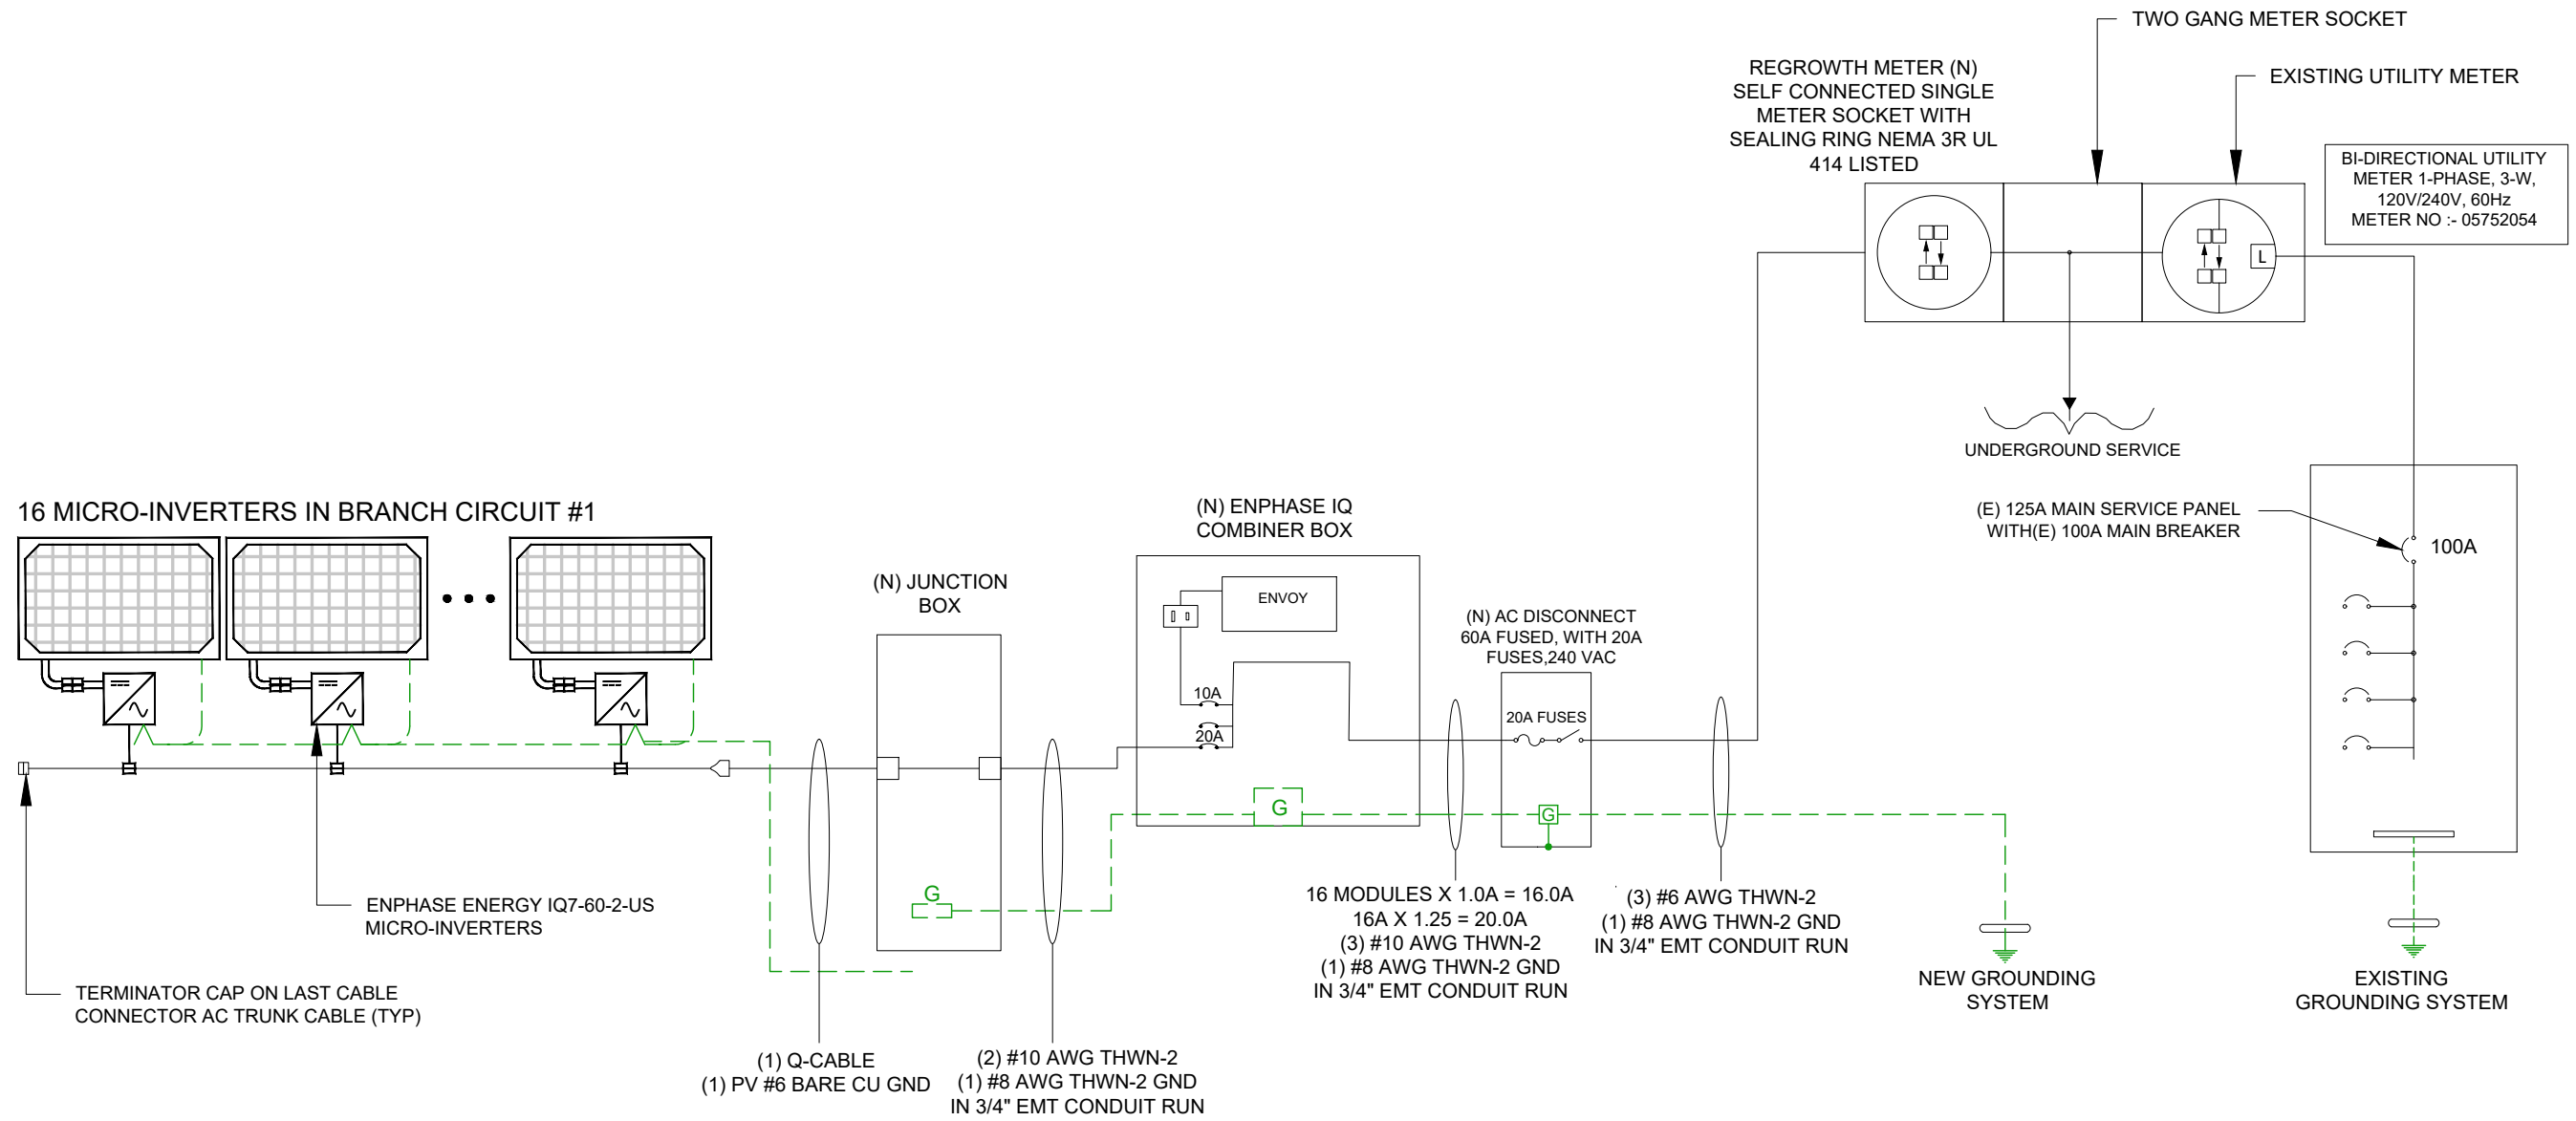 TWO GANG METER SOCKET
EXISTING UTILITY METER
REGROWTH METER (N)
SELF CONNECTED SINGLE
METER SOCKET WITH
SEALING RING NEMA 3R UL
414 LISTED
BI-DIRECTIONAL UTILITY
METER 1-PHASE, 3-W,
120V/240V, 60Hz
METER NO :- 05752054
L
UNDERGROUND SERVICE
(E) 125A MAIN SERVICE PANEL
WITH(E) 100A MAIN BREAKER
100A
16 MICRO-INVERTERS IN BRANCH CIRCUIT #1
(N) JUNCTION
BOX
(N) ENPHASE IQ
COMBINER BOX
ENVOY
10A
20A
(N) AC DISCONNECT
60A FUSED, WITH 20A
FUSES,240 VAC
20A FUSES
G
G
G
ENPHASE ENERGY IQ7-60-2-US
MICRO-INVERTERS
TERMINATOR CAP ON LAST CABLE
CONNECTOR AC TRUNK CABLE (TYP)
(1) Q-CABLE
(1) PV #6 BARE CU GND
(2) #10 AWG THWN-2
(1) #8 AWG THWN-2 GND
IN 3/4" EMT CONDUIT RUN
16 MODULES X 1.0A = 16.0A
16A X 1.25 = 20.0A
(3) #10 AWG THWN-2
(1) #8 AWG THWN-2 GND
IN 3/4" EMT CONDUIT RUN
(3) #6 AWG THWN-2
(1) #8 AWG THWN-2 GND
IN 3/4" EMT CONDUIT RUN
NEW GROUNDING
SYSTEM
EXISTING
GROUNDING SYSTEM